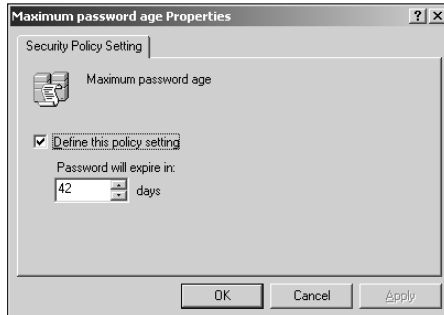 Maximum password age Properties
Security Policy Setting
Maximum password age
Define this policy setting
Password will expire in:
42 days
OK Cancel Apply